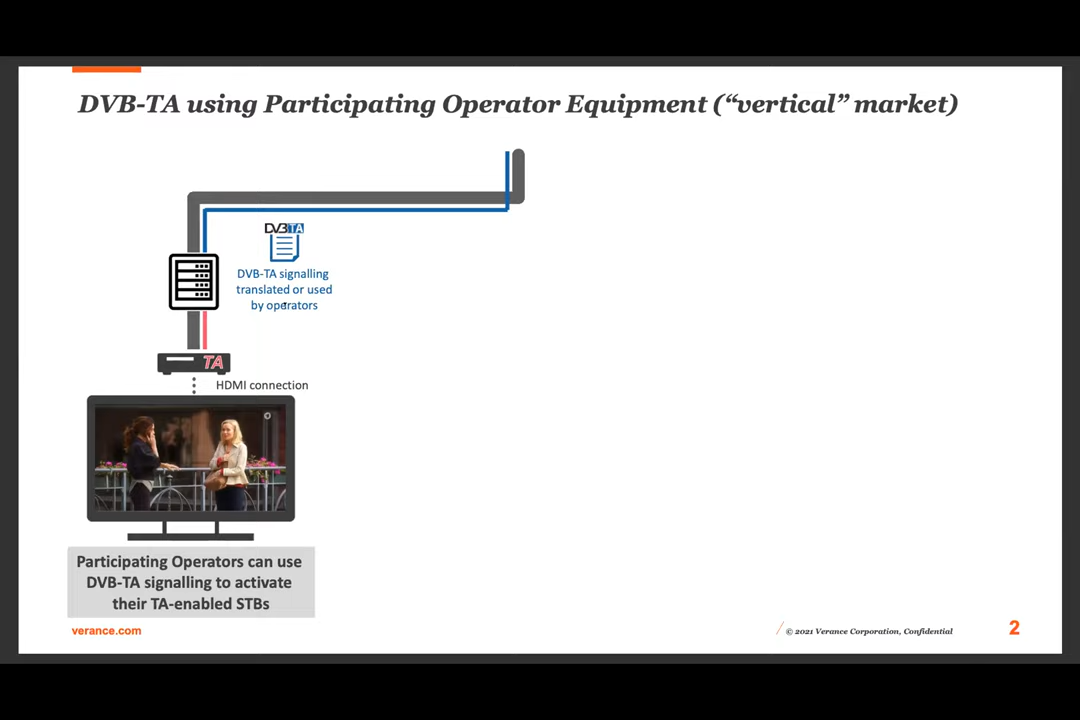 DVB-TA using Participating Operator Equipment (“vertical” market)
DVB TA
DVB-TA signalling
translated or used
by operators
TA
HDMI connection
Participating Operators can use
DVB-TA signalling to activate
their TA-enabled STBs
verance.com
© 2021 Verance Corporation, Confidential
2